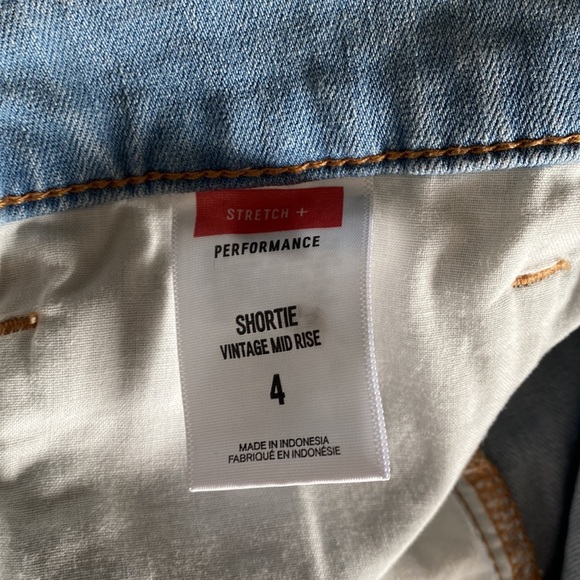 STRETCH +
PERFORMANCE
SHORTIE
VINTAGE MID RISE
4
MADE IN INDONESIA
FABRIQUÉ EN INDONÉSIE